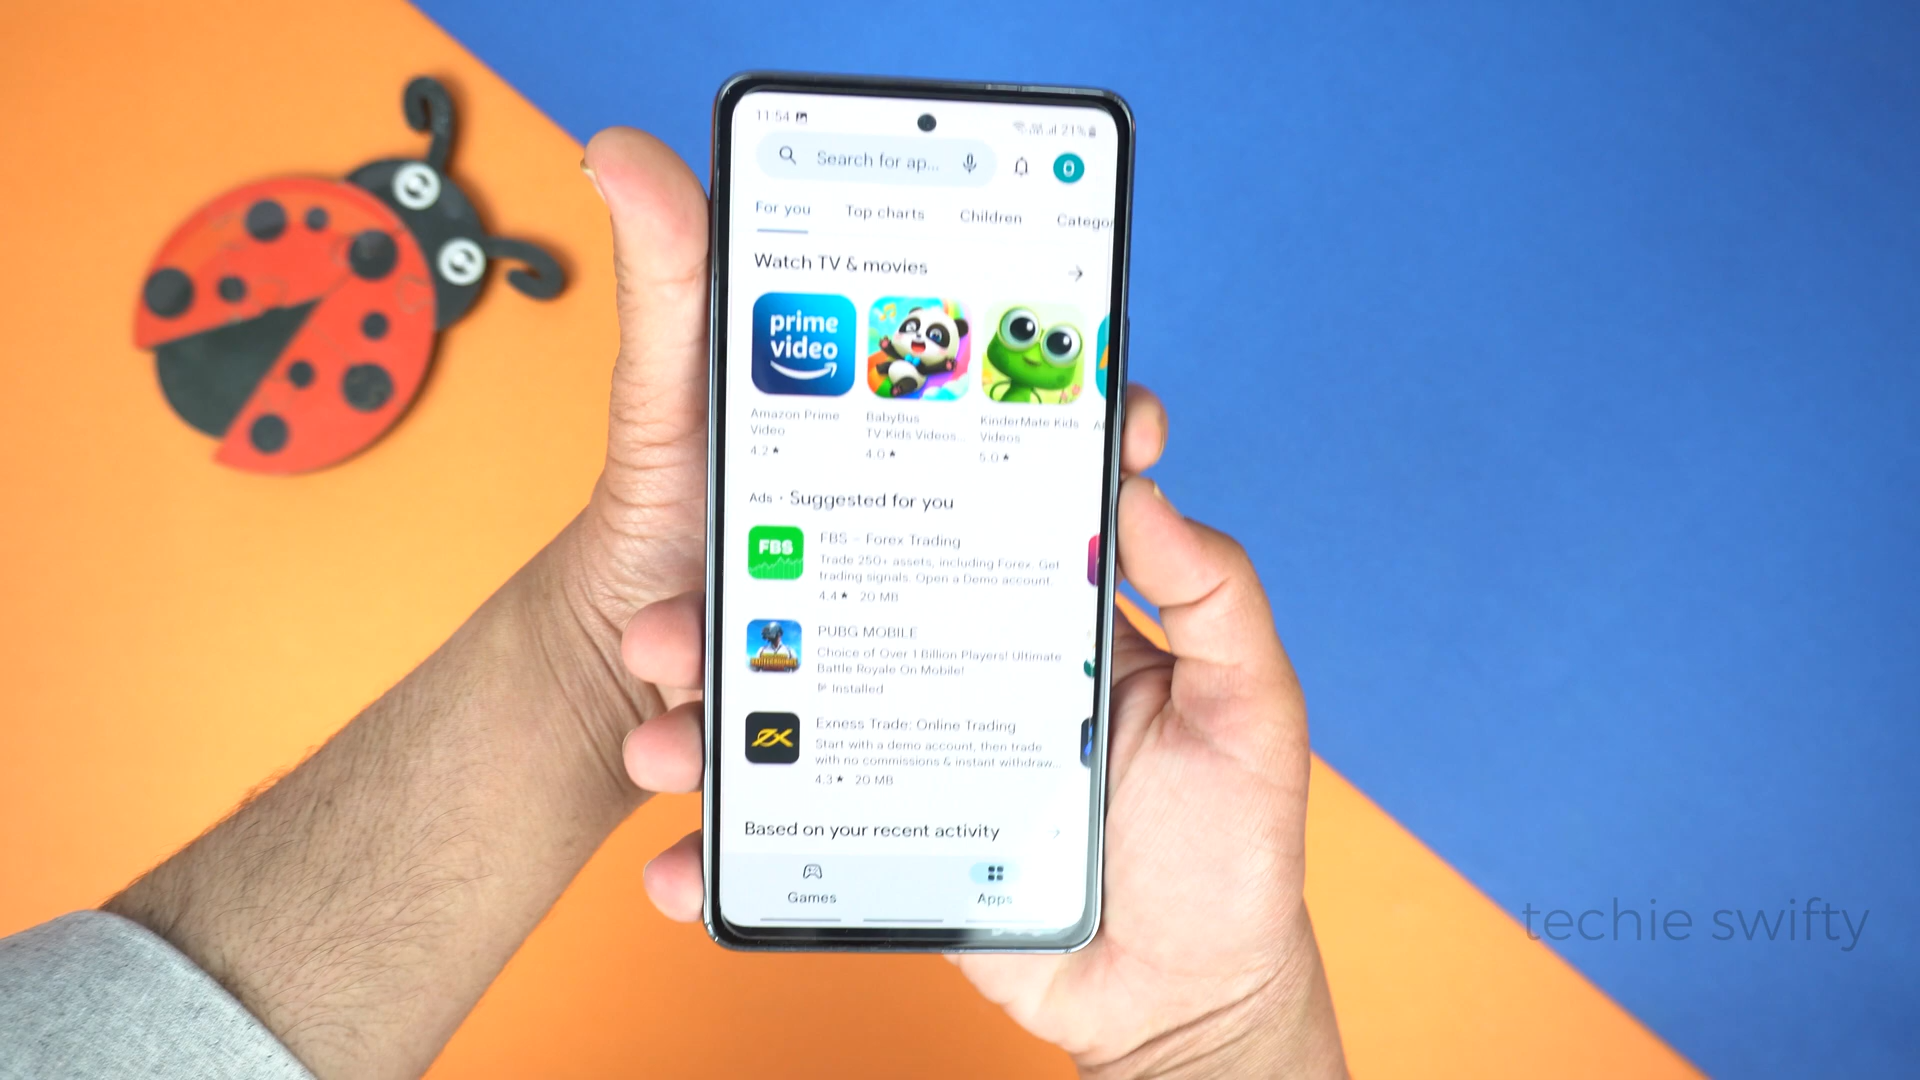 11:54
21%
Search for ap...
0
For you
Top charts
Children
Categor
Watch TV & movies
prime
video
Amazon Prime
Video
4.2★
BabyBus
TV:Kids Videos...
4.0★
KinderMate Kids
Videos
5.0★
Ads · Suggested for you
FBS
FBS – Forex Trading
Trade 250+ assets, including Forex. Get
trading signals. Open a Demo account.
4.4★ 20 MB
PUBG MOBILE
Choice of Over 1 Billion Players! Ultimate
Battle Royale On Mobile!
Installed
Exness Trade: Online Trading
Start with a demo account, then trade
with no commissions & instant withdraw...
4.3★ 20 MB
Based on your recent activity
Games
Apps
techie swifty